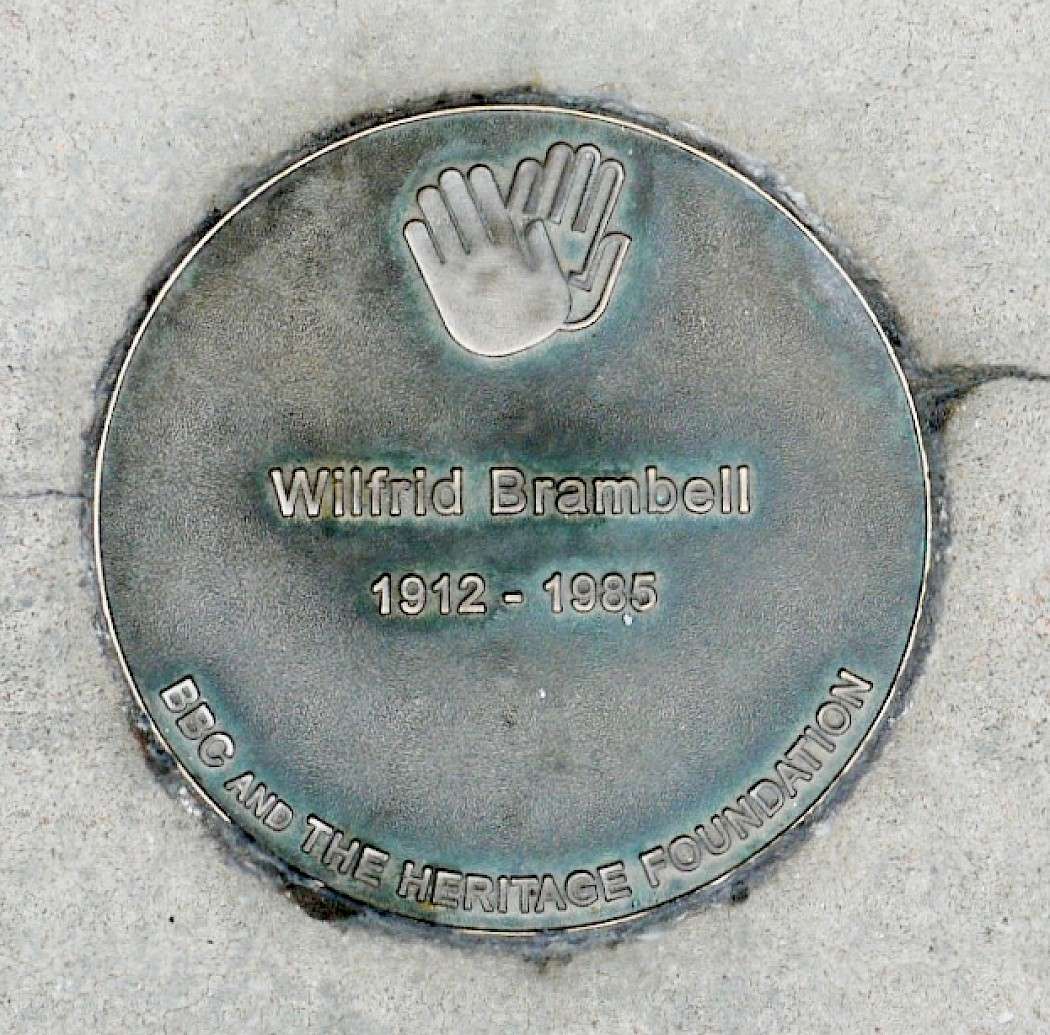 Wilfrid Brambell
1912 - 1985
BBC AND THE HERITAGE FOUNDATION